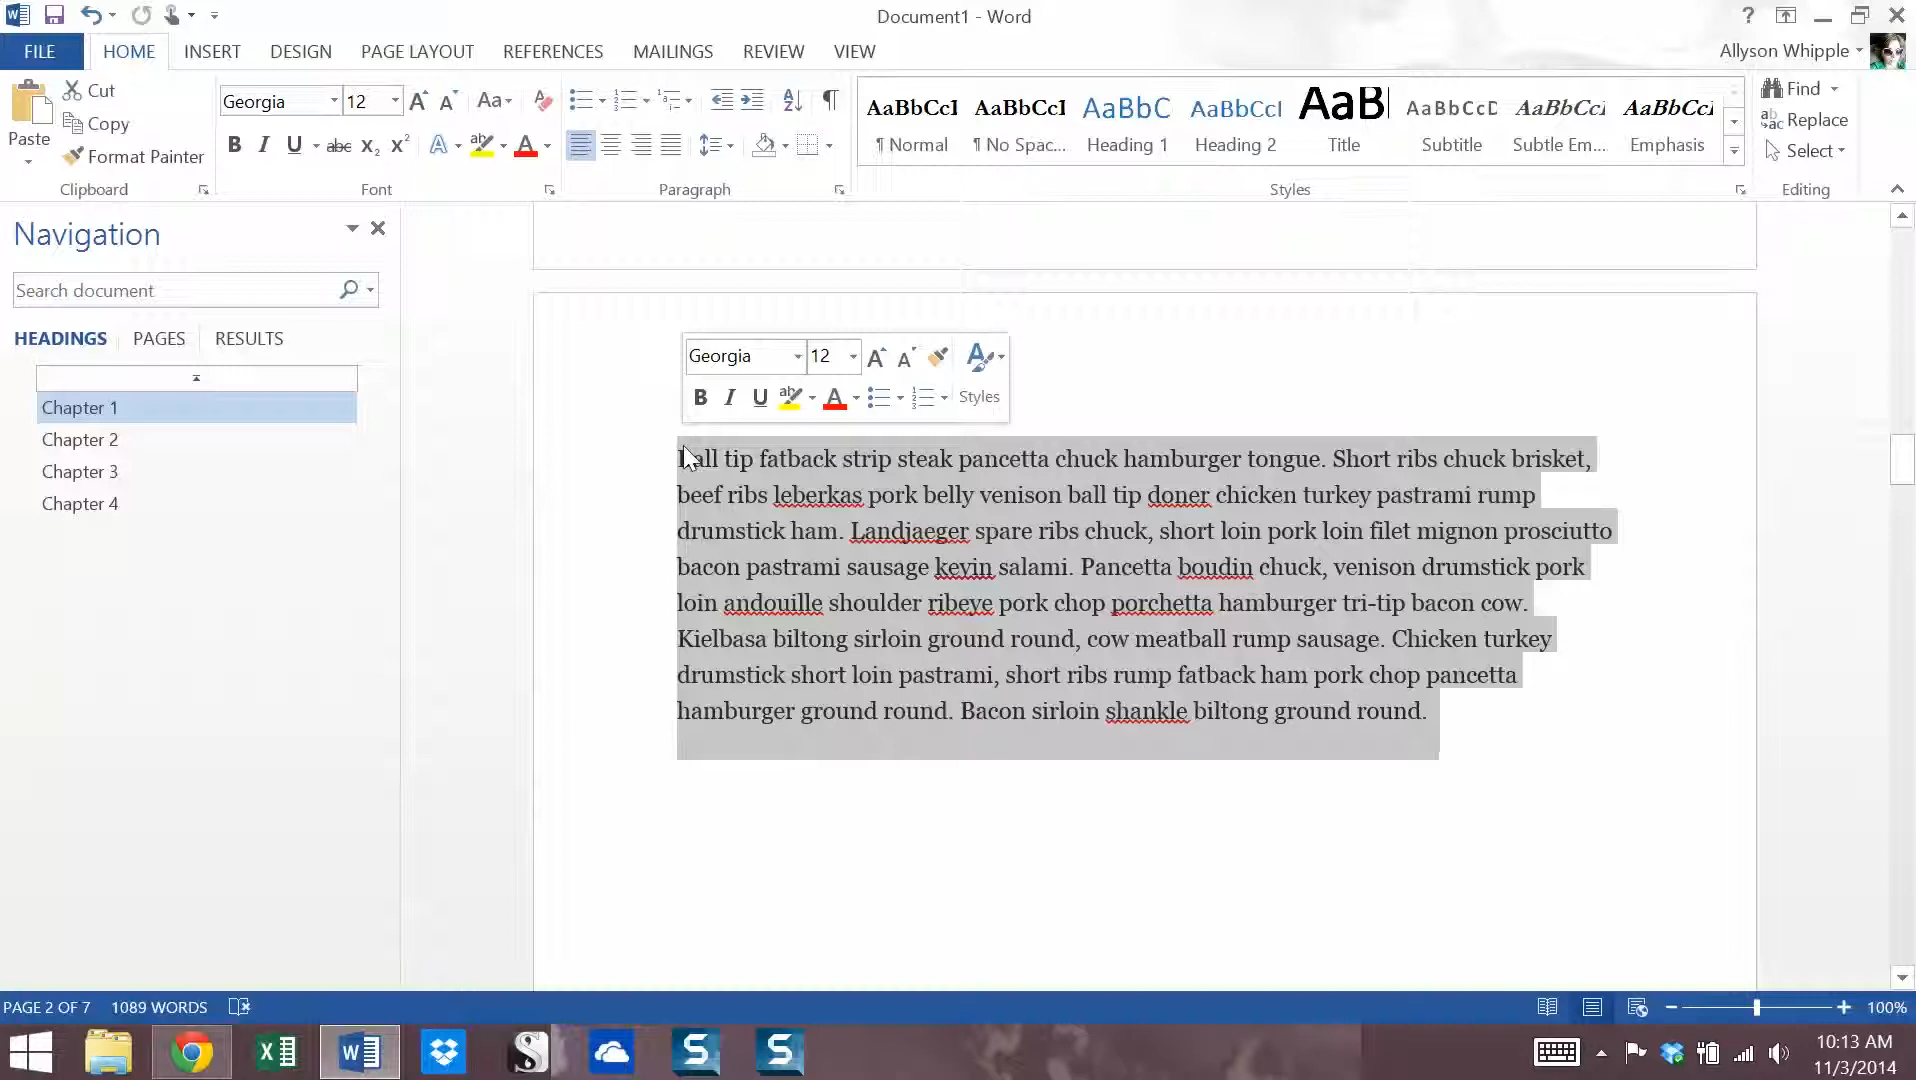 Document1 - Word
Allyson Whipple
FILE HOME INSERT DESIGN PAGE LAYOUT REFERENCES MAILINGS REVIEW VIEW
Paste
Cut
Copy
Format Painter
Clipboard
Georgia 12
Font
Paragraph
AaBbCcI AaBbCcI AaBbC AaBbCcI AaB AaBbCcD AaBbCcI AaBbCcI
¶ Normal ¶ No Spac... Heading 1 Heading 2 Title Subtitle Subtle Em... Emphasis
Styles
Find
Replace
Select
Editing
Navigation
Search document
HEADINGS PAGES RESULTS
Chapter 1
Chapter 2
Chapter 3
Chapter 4
Georgia 12
B I U Styles
Ball tip fatback strip steak pancetta chuck hamburger tongue. Short ribs chuck brisket,
beef ribs leberkas pork belly venison ball tip doner chicken turkey pastrami rump
drumstick ham. Landjaeger spare ribs chuck, short loin pork loin filet mignon prosciutto
bacon pastrami sausage kevin salami. Pancetta boudin chuck, venison drumstick pork
loin andouille shoulder ribeye pork chop porchetta hamburger tri-tip bacon cow.
Kielbasa biltong sirloin ground round, cow meatball rump sausage. Chicken turkey
drumstick short loin pastrami, short ribs rump fatback ham pork chop pancetta
hamburger ground round. Bacon sirloin shankle biltong ground round.
PAGE 2 OF 7 1089 WORDS 100%
10:13 AM
11/3/2014